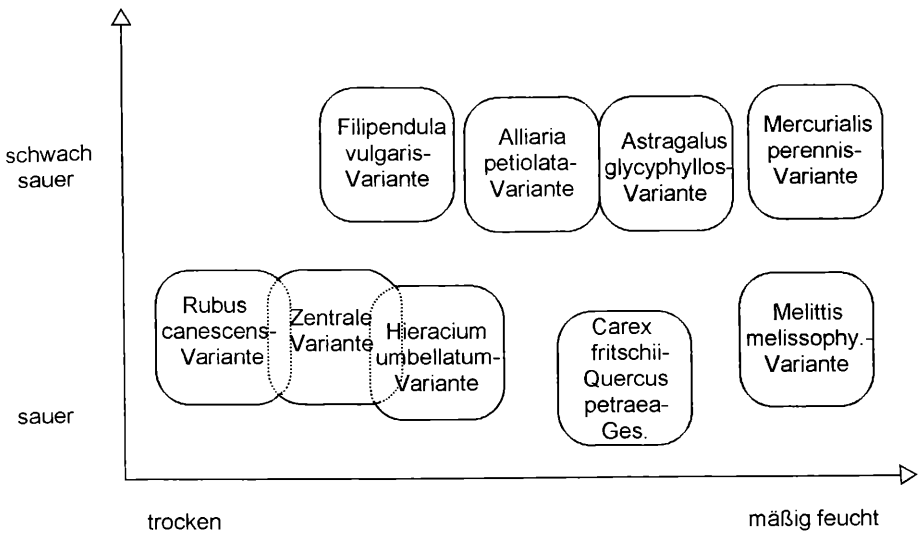 schwach
sauer
Filipendula
vulgaris-
Variante
Alliaria
petiolata-
Variante
Astragalus
glycyphyllos-
Variante
Mercurialis
perennis-
Variante
Rubus
canescens-
Variante
Zentrale
Variante
Hieracium
umbellatum-
Variante
Carex
fritschii-
Quercus
petraea-
Ges.
Melittis
melissophy.-
Variante
sauer
trocken
mäßig feucht